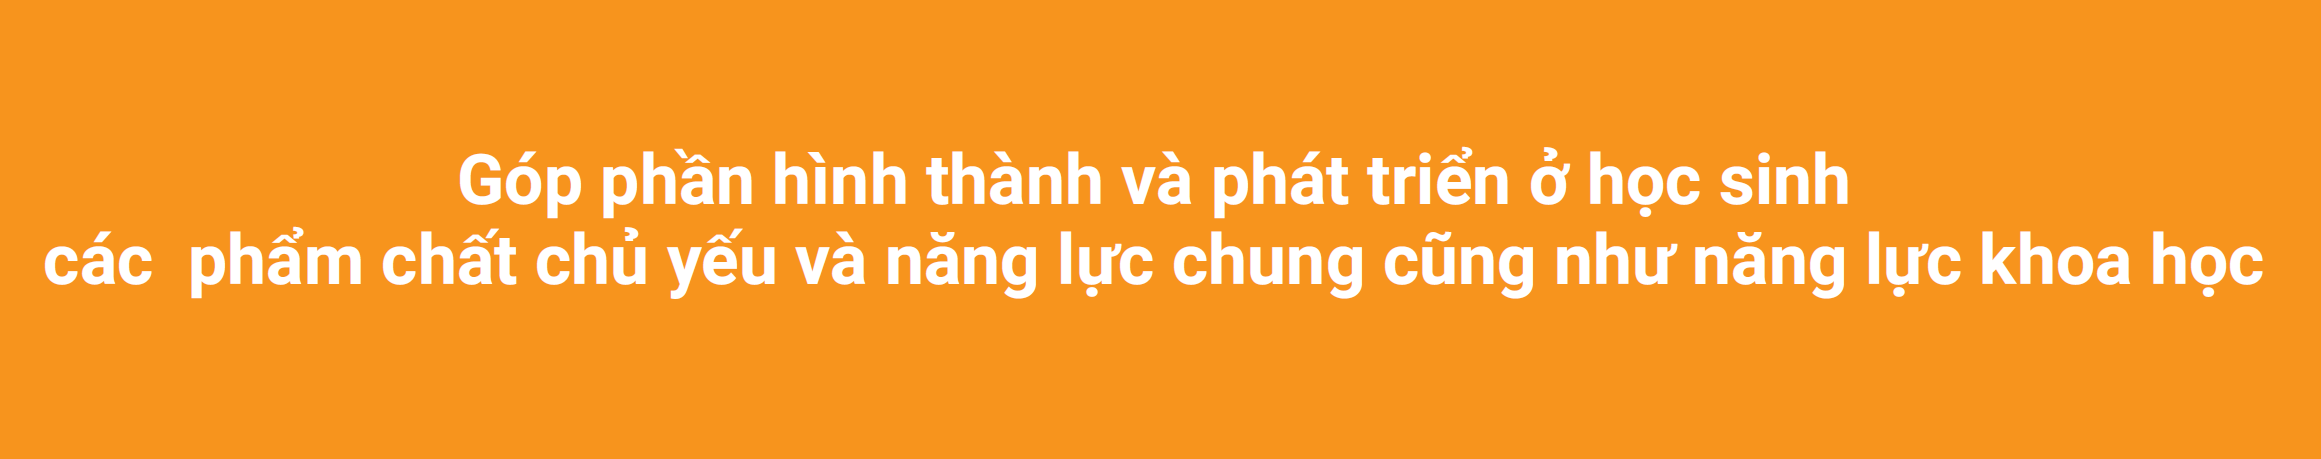 Góp phần hình thành và phát triển ở học sinh
các  phẩm chất chủ yếu và năng lực chung cũng như năng lực khoa học